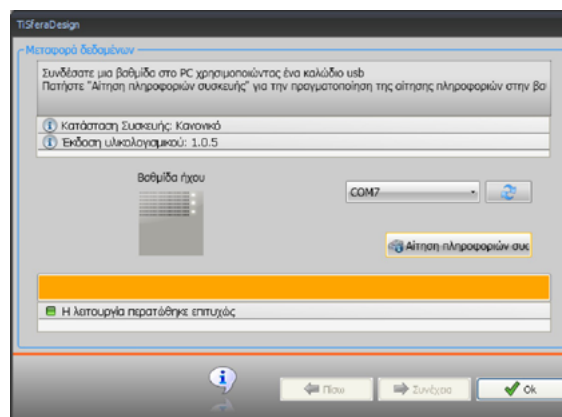 TiSferaDesign
Μεταφορά δεδομένων
Συνδέσατε μια βαθμίδα στο PC χρησιμοποιώντας ένα καλώδιο usb
Πατήστε "Αίτηση πληροφοριών συσκευής" για την πραγματοποίηση της αίτησης πληροφοριών στην βα
Κατάσταση Συσκευής: Κανονικό
Έκδοση υλικολογισμικού: 1.0.5
Βαθμίδα ήχου
COM7
Αίτηση πληροφοριών συκ
Η λειτουργία περατώθηκε επιτυχώς
Πίσω
Συνέχεια
Ok